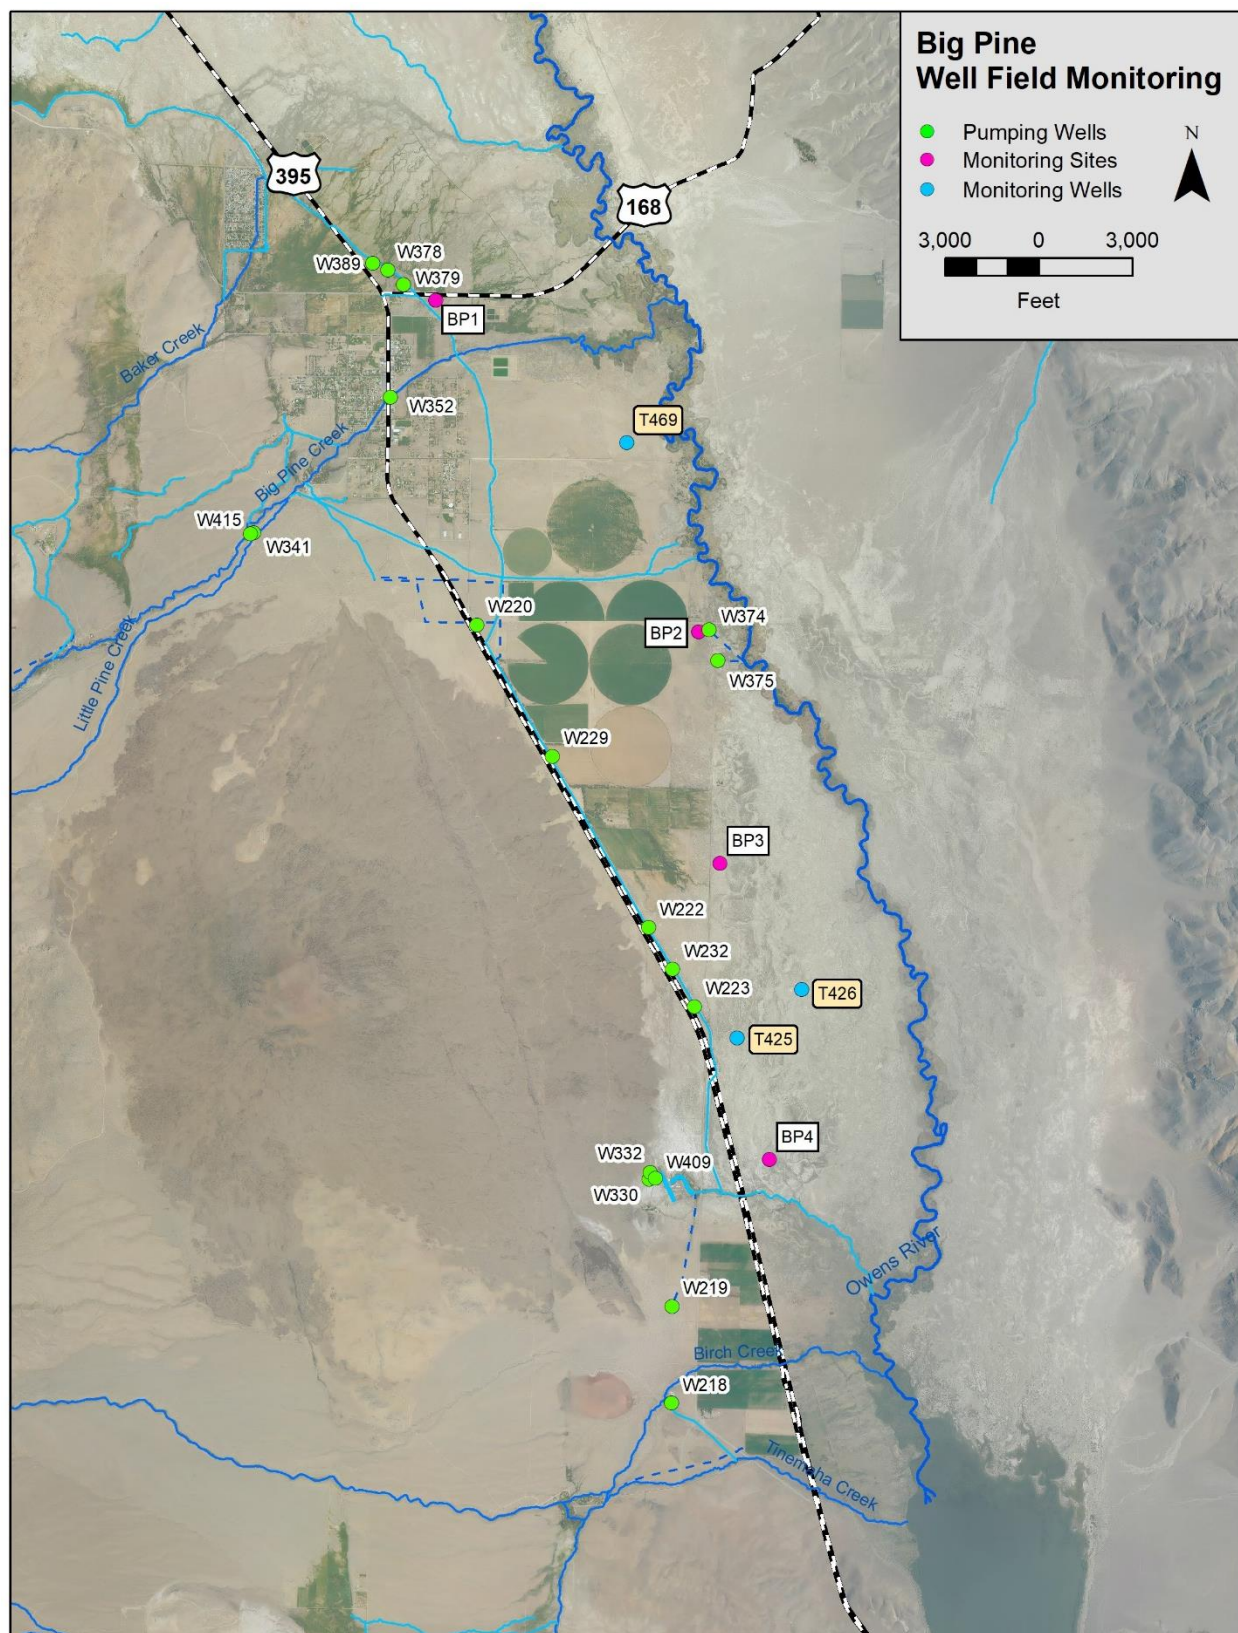 Big Pine
Well Field Monitoring
Pumping Wells
Monitoring Sites
Monitoring Wells
N
3,000 0 3,000
Feet
395
168
W378
W389
W379
BP1
Baker Creek
W352
T469
Big Pine Creek
W415
W341
W220
W374
BP2
W375
Little Pine Creek
W229
BP3
W222
W232
W223
T426
T425
BP4
W332
W409
W330
Owens River
W219
Birch Creek
W218
Tinemaha Creek